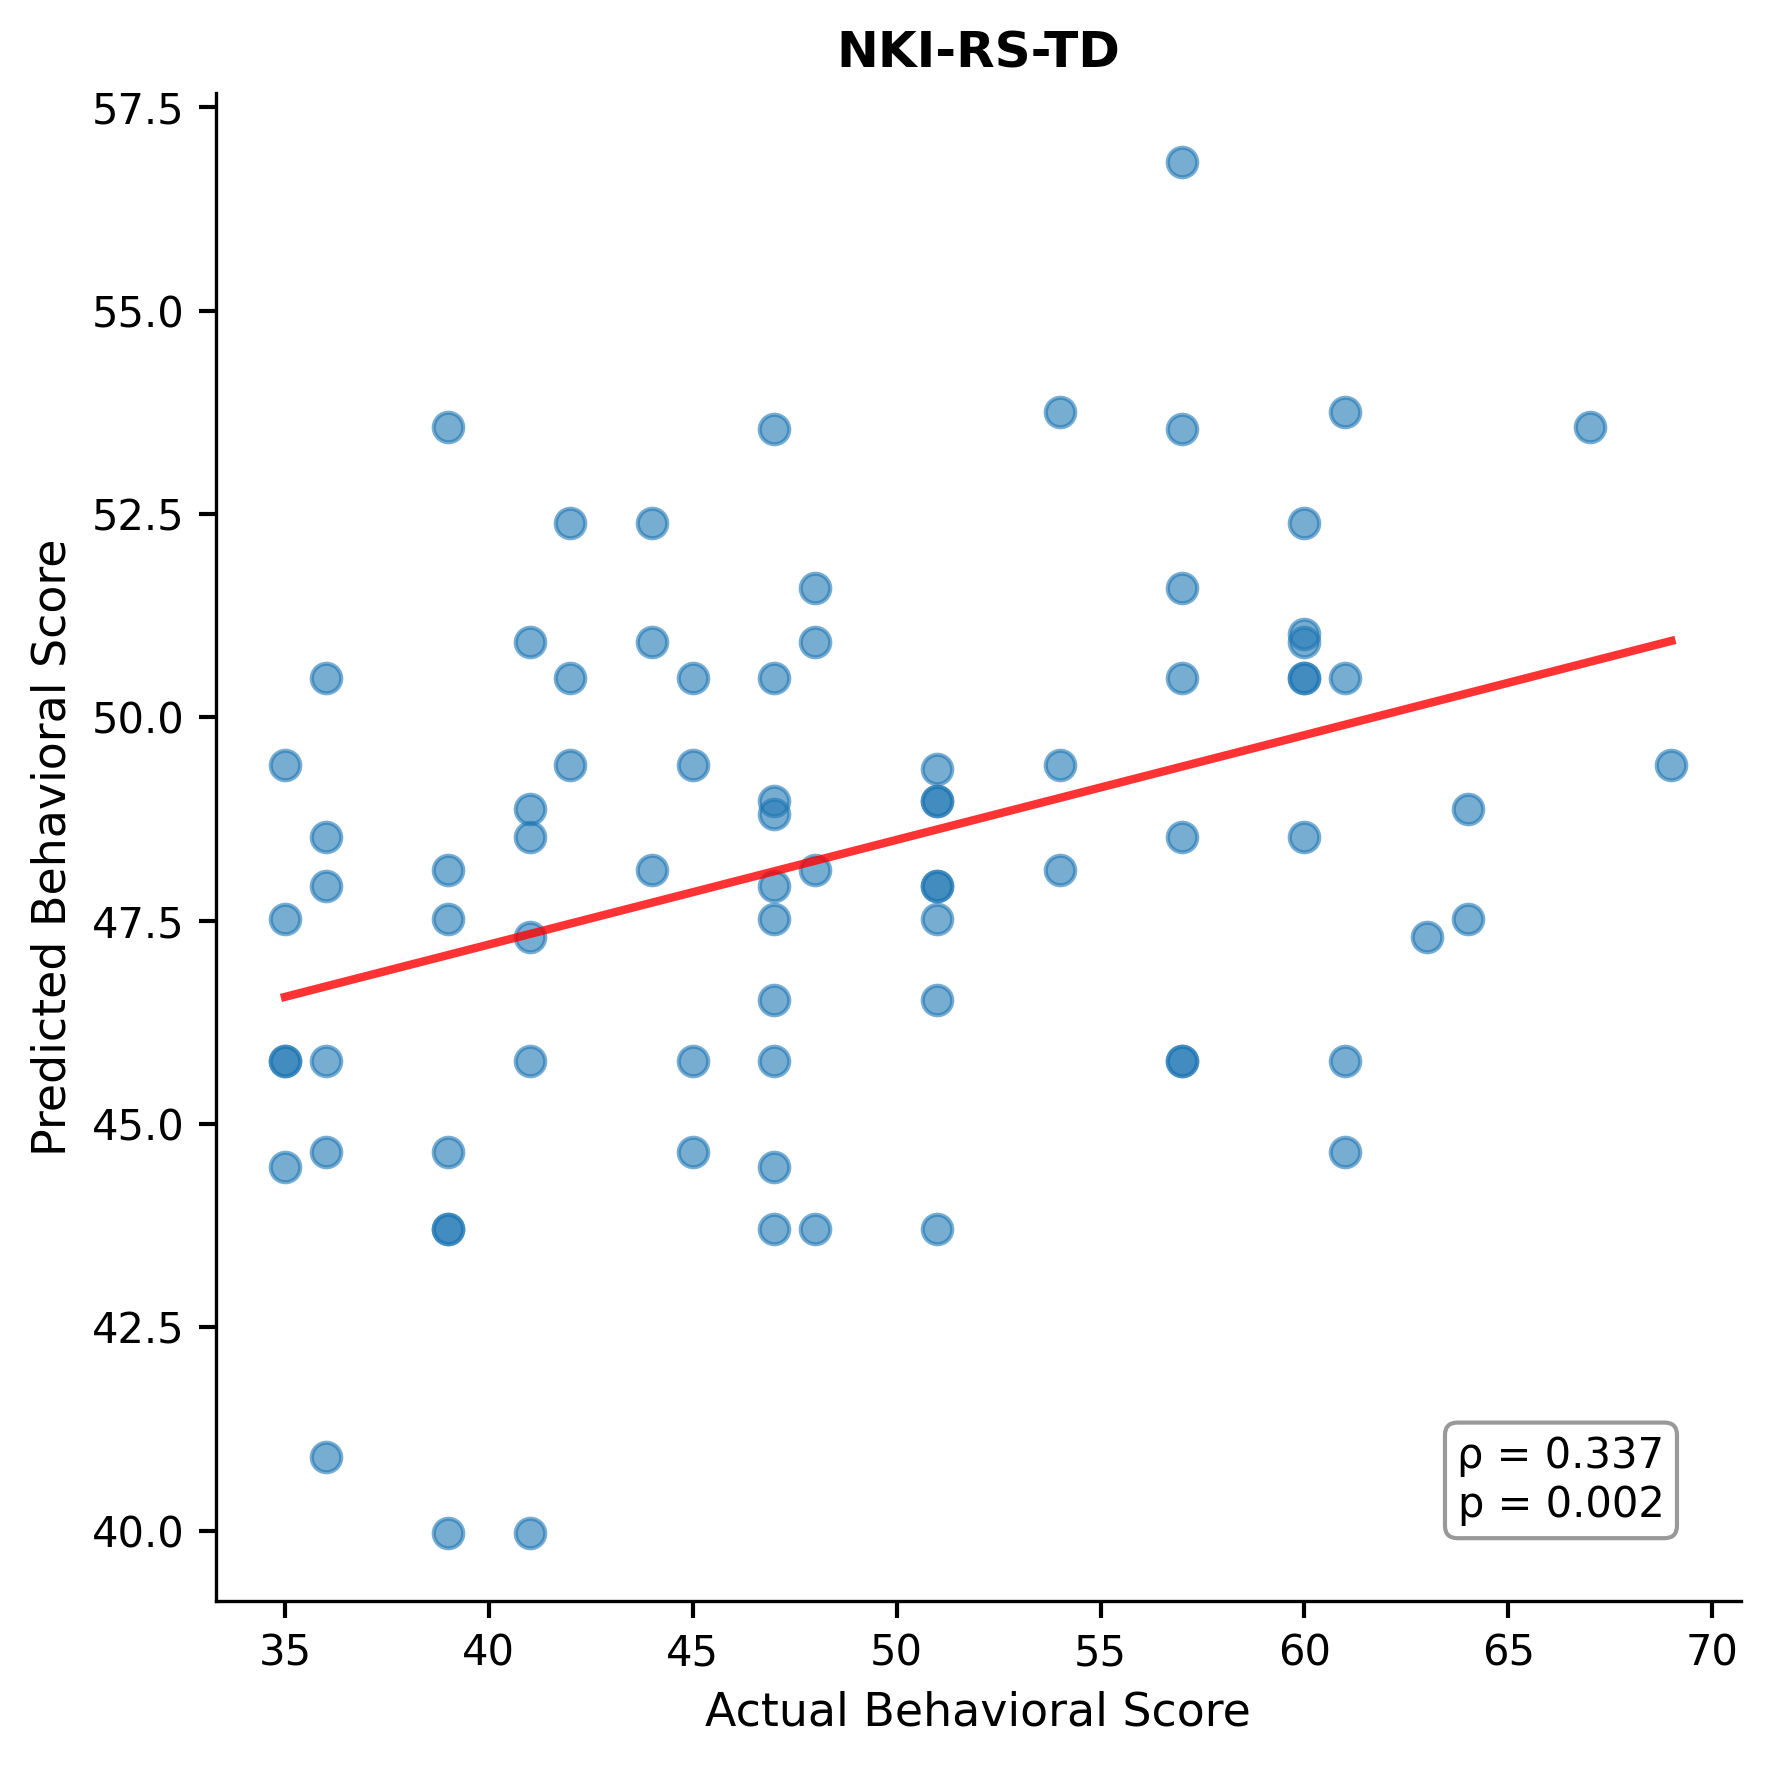 NKI-RS-TD
57.5
55.0
52.5
50.0
47.5
45.0
42.5
40.0
Predicted Behavioral Score
ρ = 0.337
p = 0.002
35 40 45 50 55 60 65 70
Actual Behavioral Score